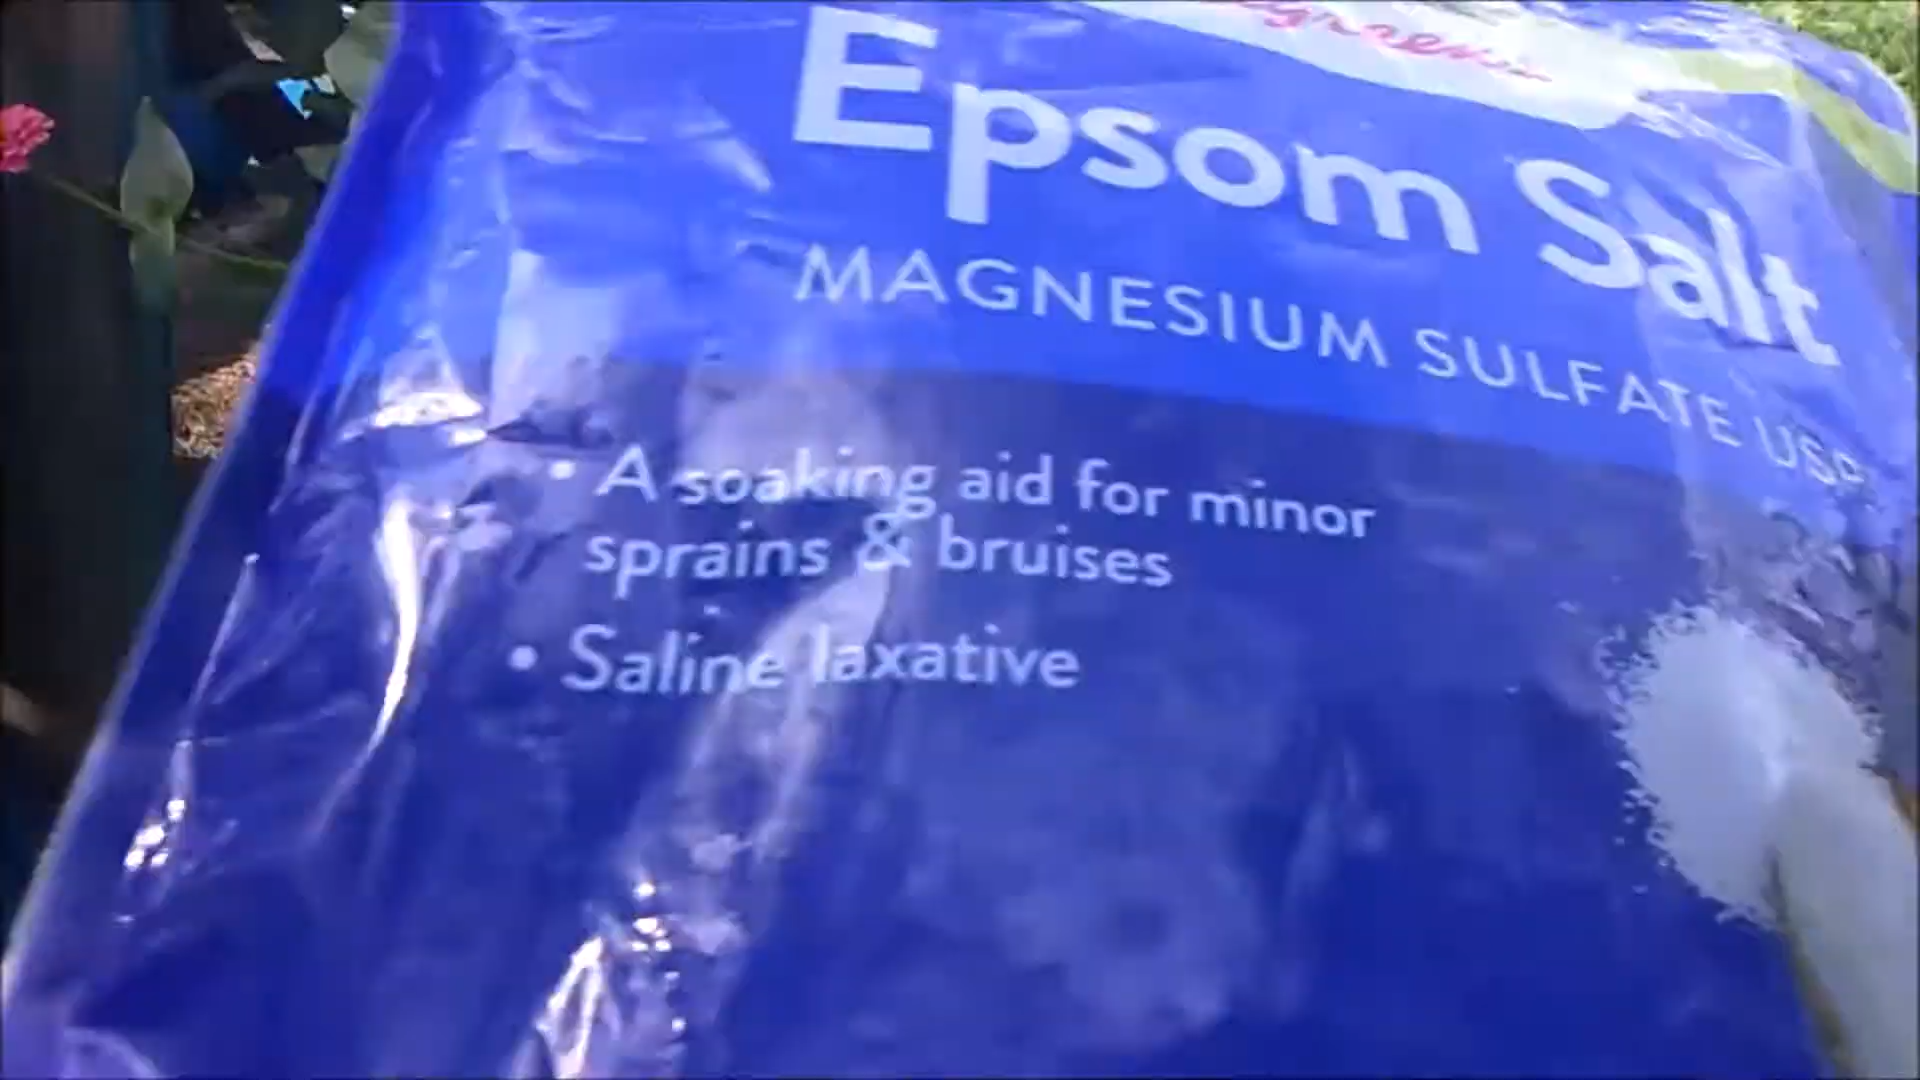 Epsom Salt
MAGNESIUM SULFATE USP
• A soaking aid for minor
sprains & bruises
• Saline laxative